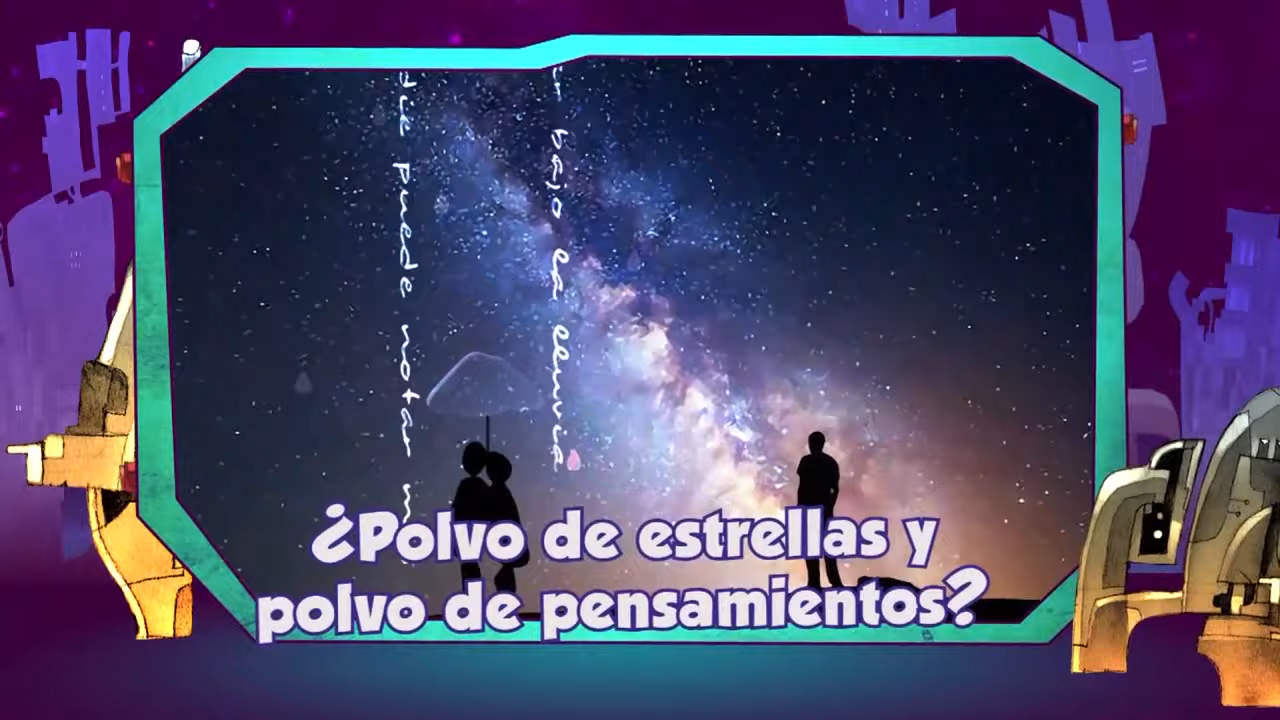 puede notar
bajo la lluvia
¿Polvo de estrellas y
polvo de pensamientos?